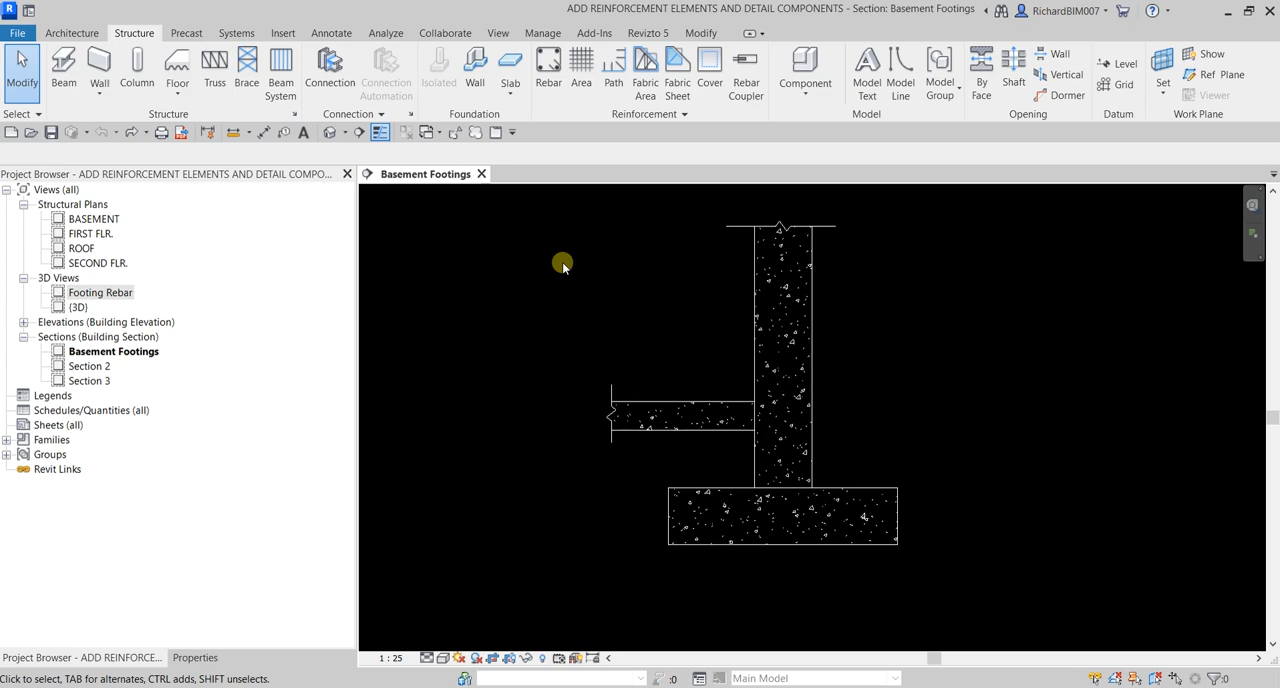 ADD REINFORCEMENT ELEMENTS AND DETAIL COMPONENTS - Section: Basement Footings
RichardBIM007
File Architecture Structure Precast Systems Insert Annotate Analyze Collaborate View Manage Add-Ins Revizto 5 Modify
Modify Beam Wall Column Floor Truss Brace Beam System Connection Connection Automation Isolated Wall Slab Rebar Area Path Fabric Area Fabric Sheet Cover Rebar Coupler Component Model Text Model Line Model Group By Face Shaft Wall Vertical Dormer Level Grid Set Show Ref Plane Viewer
Select Structure Connection Foundation Reinforcement Model Opening Datum Work Plane
Project Browser - ADD REINFORCEMENT ELEMENTS AND DETAIL COMPO...
Basement Footings
Views (all)
Structural Plans
BASEMENT
FIRST FLR.
ROOF
SECOND FLR.
3D Views
Footing Rebar
{3D}
Elevations (Building Elevation)
Sections (Building Section)
Basement Footings
Section 2
Section 3
Legends
Schedules/Quantities (all)
Sheets (all)
Families
Groups
Revit Links
Project Browser - ADD REINFORCE...
Properties
1 : 25
Click to select, TAB for alternates, CTRL adds, SHIFT unselects.
:0
Main Model
:0